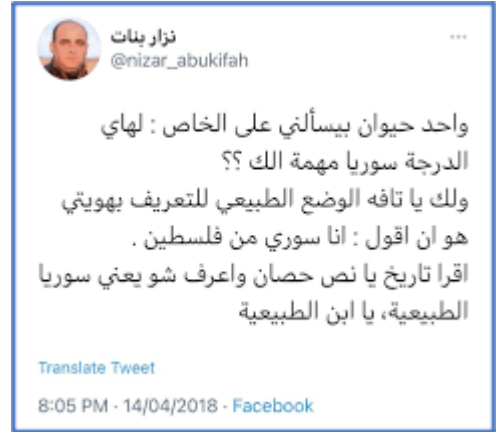 نزار بنات
@nizar_abukifah
واحد حيوان بيسألني على الخاص : لهاي
الدرجة سوريا مهمة الك ؟؟
ولك يا تافه الوضع الطبيعي للتعريف بهويتي
هو ان اقول : انا سوري من فلسطين .
اقرا تاريخ يا نص حصان واعرف شو يعني سوريا
الطبيعية، يا ابن الطبيعية
Translate Tweet
8:05 PM · 14/04/2018 · Facebook